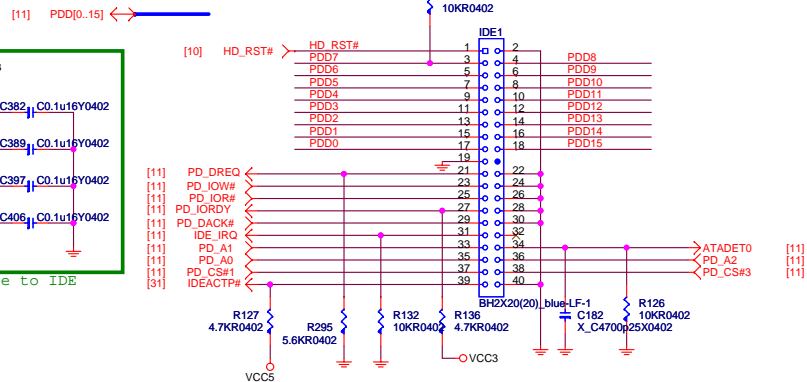 10KR0402
[11] PDD[0..15]
IDE1
[10] HD_RST# HD_RST# 1 2
PDD7 3 4 PDD8
PDD6 5 6 PDD9
PDD5 7 8 PDD10
PDD4 9 10 PDD11
PDD3 11 12 PDD12
PDD2 13 14 PDD13
PDD1 15 16 PDD14
PDD0 17 18 PDD15
19
[11] PD_DREQ 21 22
[11] PD_IOW# 23 24
[11] PD_IOR# 25 26
[11] PD_IORDY 27 28
[11] PD_DACK# 29 30
[11] IDE_IRQ 31 32
[11] PD_A1 33 34 ATADET0 [11]
[11] PD_A0 35 36 PD_A2 [11]
[11] PD_CS#1 37 38 PD_CS#3 [11]
[31] IDEACTP# 39 40
C382 C0.1u16Y0402
C389 C0.1u16Y0402
C397 C0.1u16Y0402
C406 C0.1u16Y0402
e to IDE
BH2X20(20)_blue-LF-1
R127
4.7KR0402
R295
5.6KR0402
R132
10KR0402
R136
4.7KR0402
C182
X_C4700p25X0402
R126
10KR0402
VCC3
VCC5